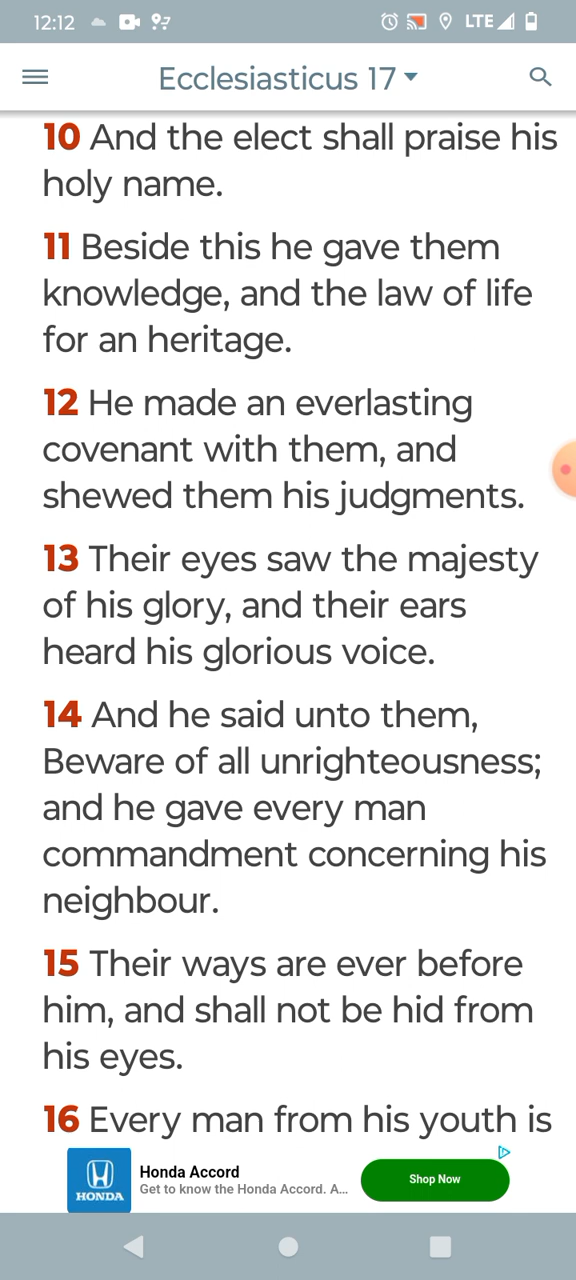 12:12 LTE
Ecclesiasticus 17
10 And the elect shall praise his
holy name.
11 Beside this he gave them
knowledge, and the law of life
for an heritage.
12 He made an everlasting
covenant with them, and
shewed them his judgments.
13 Their eyes saw the majesty
of his glory, and their ears
heard his glorious voice.
14 And he said unto them,
Beware of all unrighteousness;
and he gave every man
commandment concerning his
neighbour.
15 Their ways are ever before
him, and shall not be hid from
his eyes.
16 Every man from his youth is
HONDA
Honda Accord
Get to know the Honda Accord. A...
Shop Now